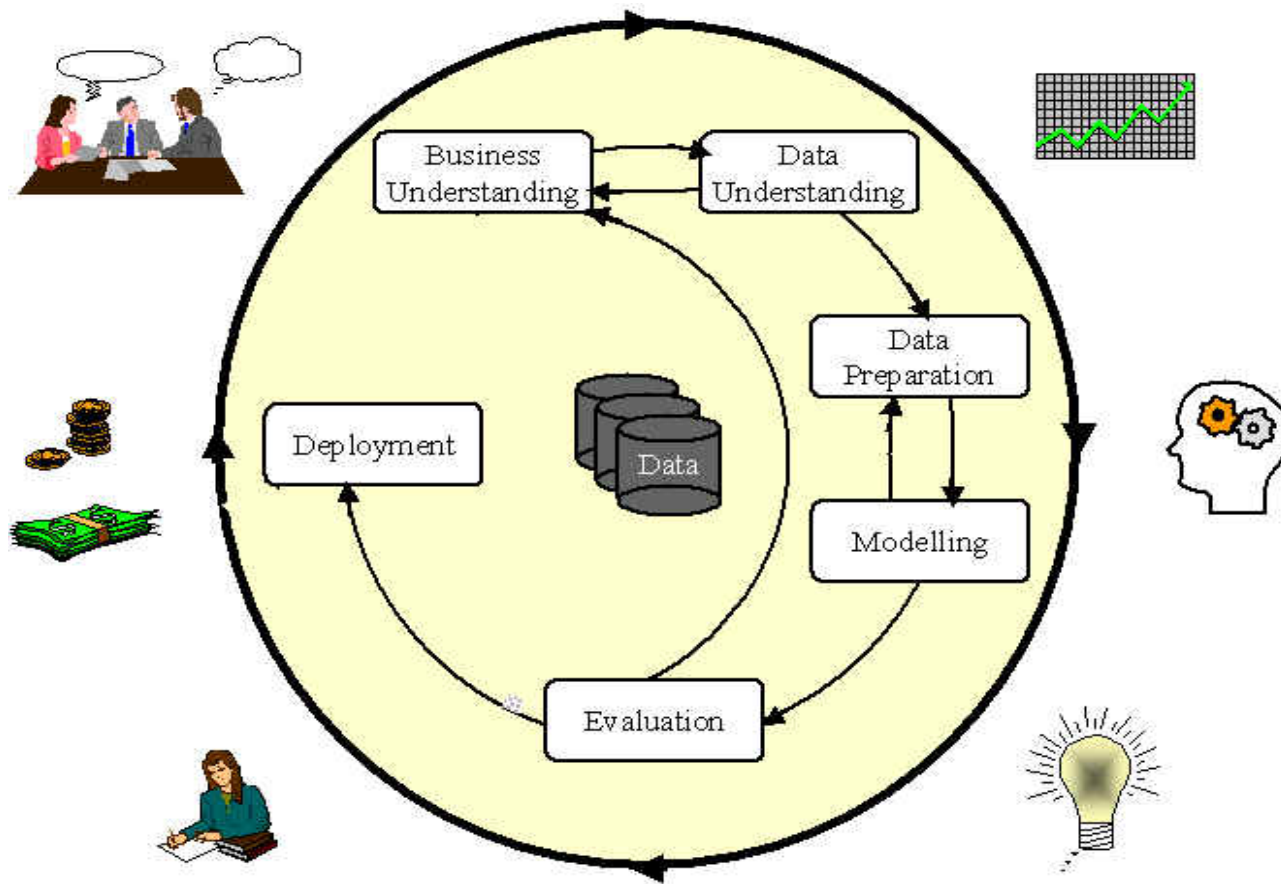 Business
Understanding
Data
Understanding
Data
Preparation
Deployment
Data
Modelling
Evaluation